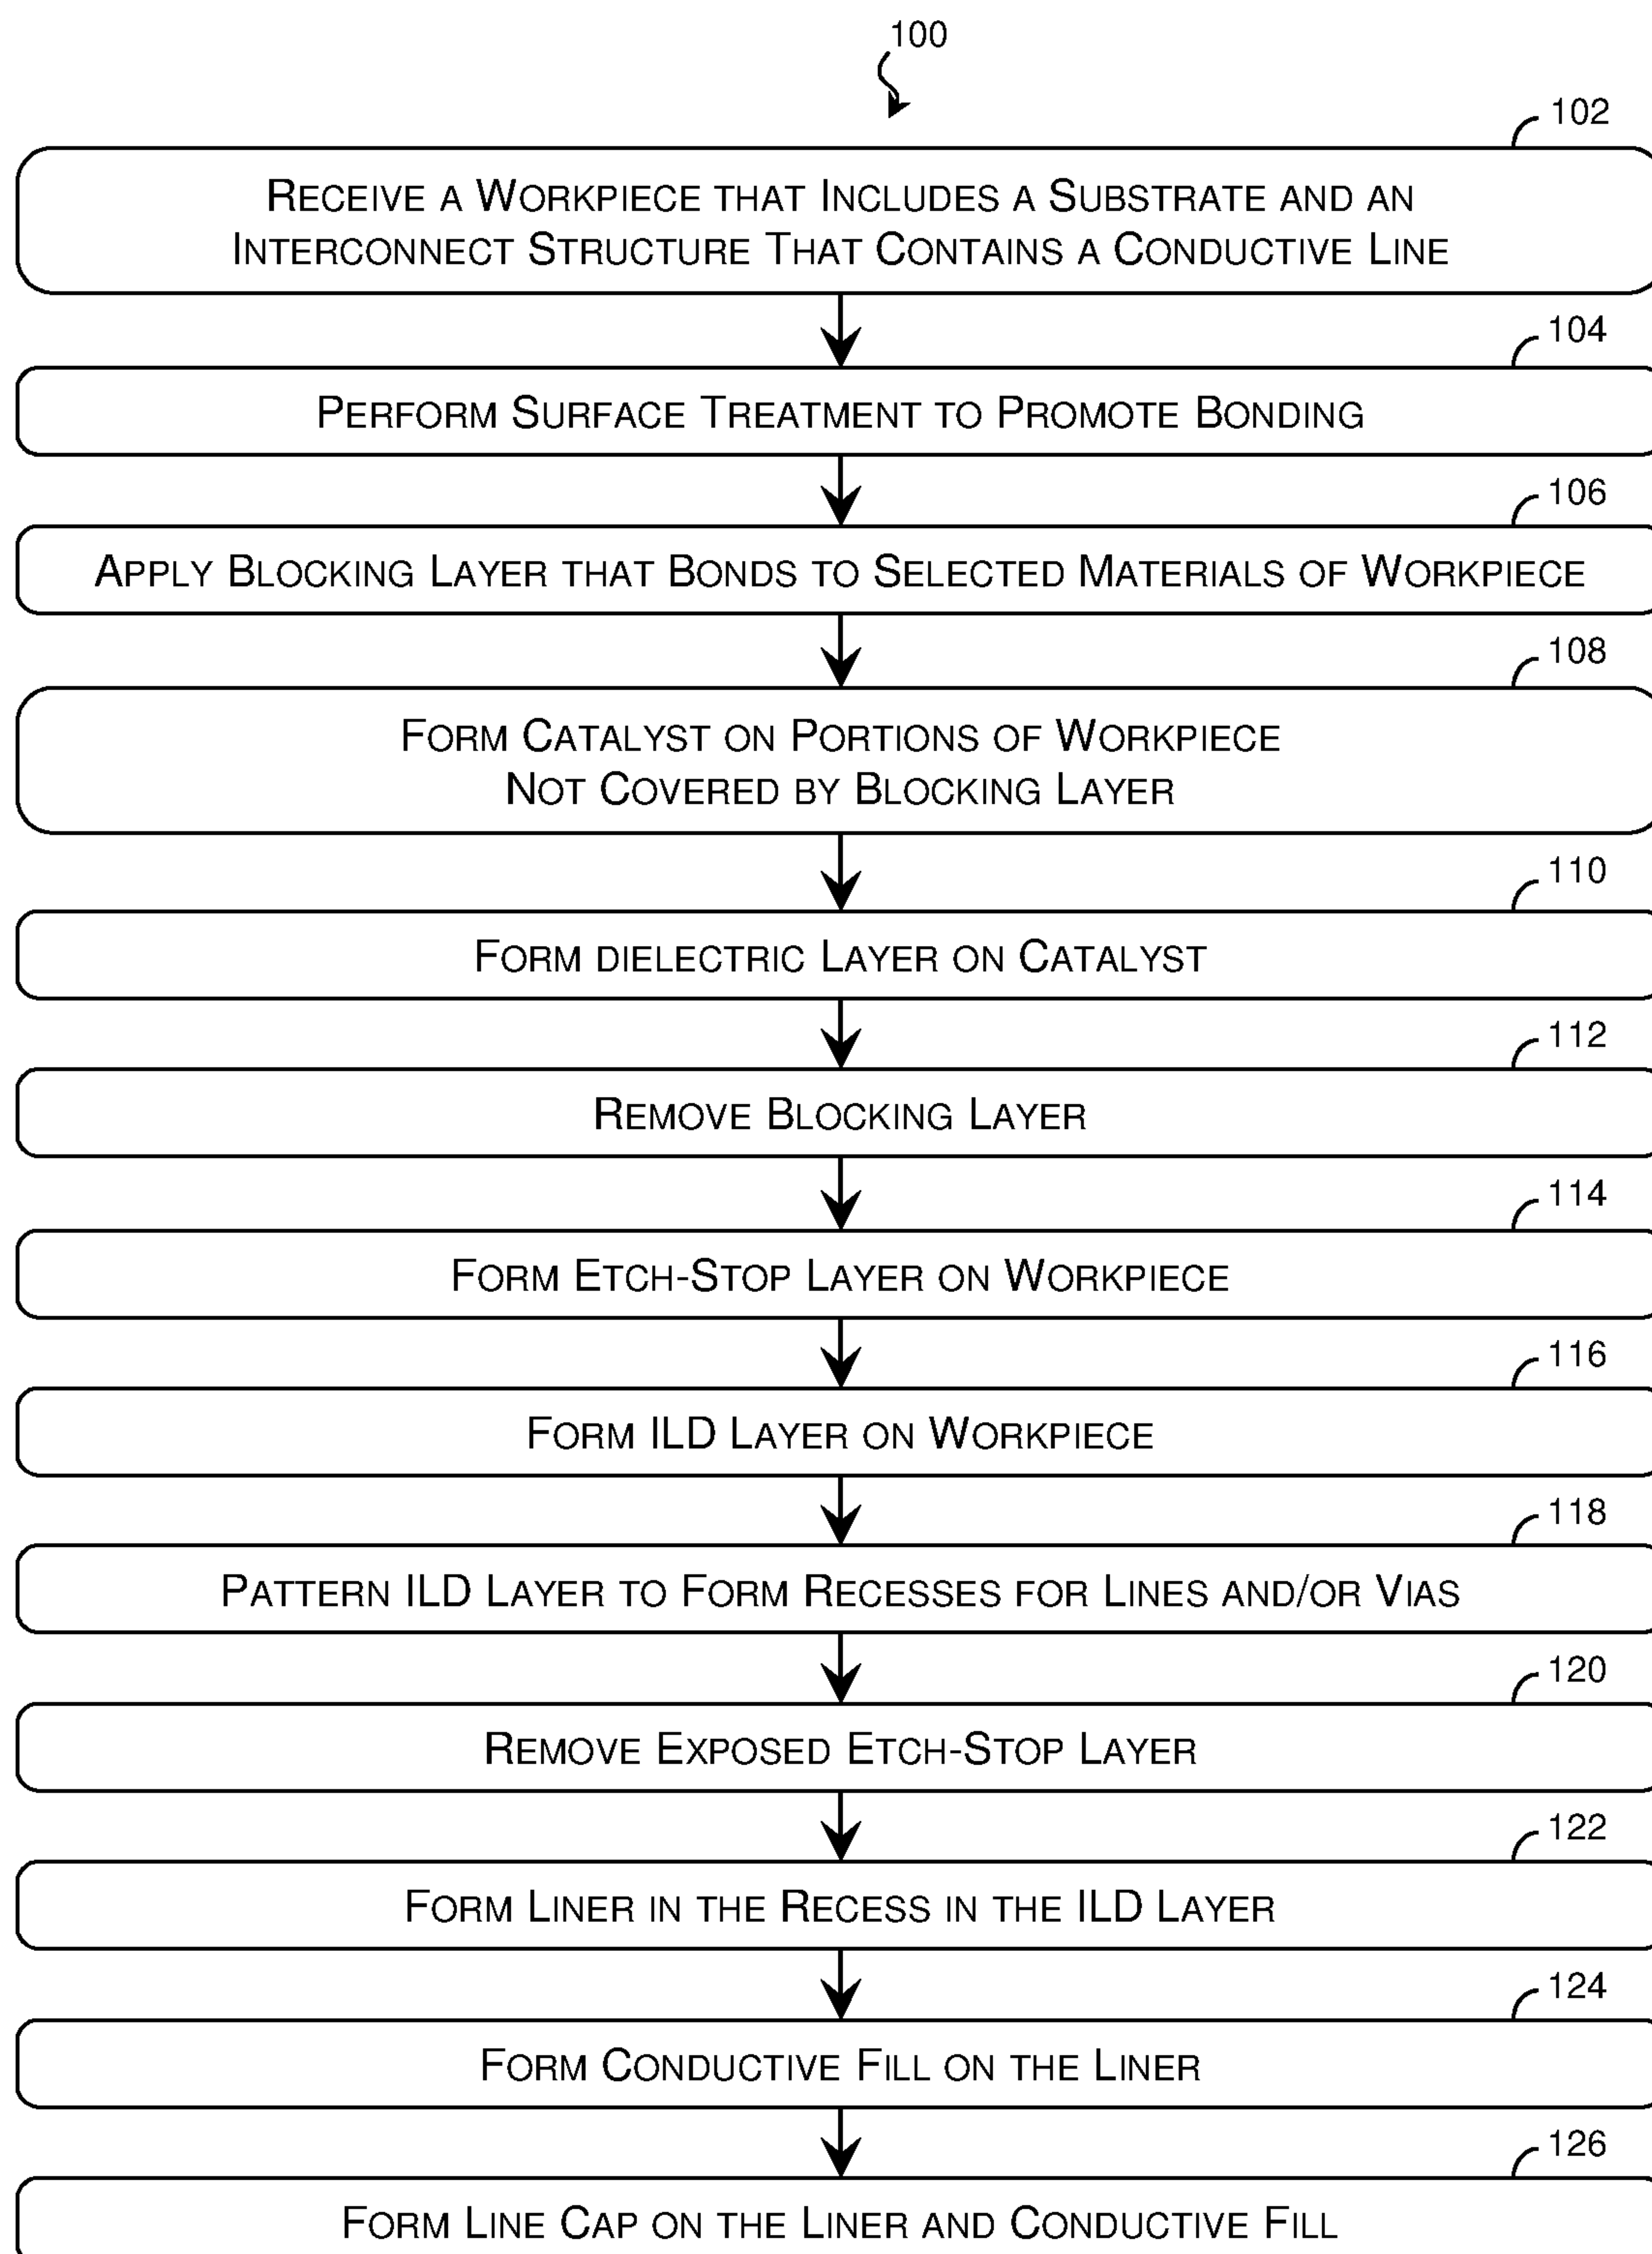 100
102
Receive a Workpiece that Includes a Substrate and an
Interconnect Structure That Contains a Conductive Line
104
Perform Surface Treatment to Promote Bonding
106
Apply Blocking Layer that Bonds to Selected Materials of Workpiece
108
Form Catalyst on Portions of Workpiece
Not Covered by Blocking Layer
110
Form dielectric Layer on Catalyst
112
Remove Blocking Layer
114
Form Etch-Stop Layer on Workpiece
116
Form ILD Layer on Workpiece
118
Pattern ILD Layer to Form Recesses for Lines and/or Vias
120
Remove Exposed Etch-Stop Layer
122
Form Liner in the Recess in the ILD Layer
124
Form Conductive Fill on the Liner
126
Form Line Cap on the Liner and Conductive Fill